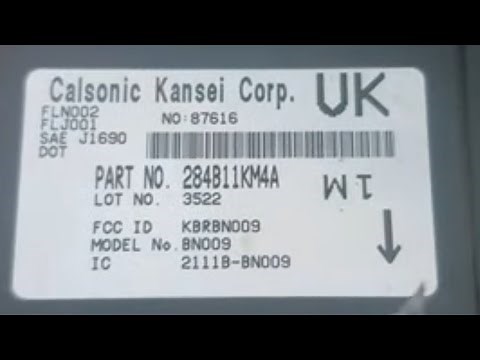 Calsonic Kansei Corp. UK
FLN002
FLJ001 NO:87616
SAE J1690
DOT
PART NO. 284B11KM4A
1M
LOT NO. 3522
FCC ID KBRBN009
MODEL No. BN009
IC 2111B-BN009